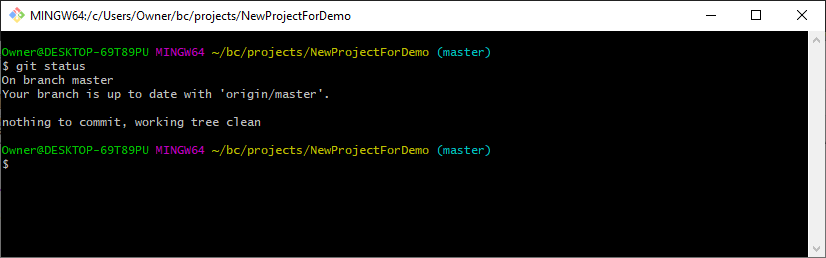 MINGW64:/c/Users/Owner/bc/projects/NewProjectForDemo
Owner@DESKTOP-69T89PU MINGW64 ~/bc/projects/NewProjectForDemo (master)
$ git status
On branch master
Your branch is up to date with 'origin/master'.
nothing to commit, working tree clean
Owner@DESKTOP-69T89PU MINGW64 ~/bc/projects/NewProjectForDemo (master)
$